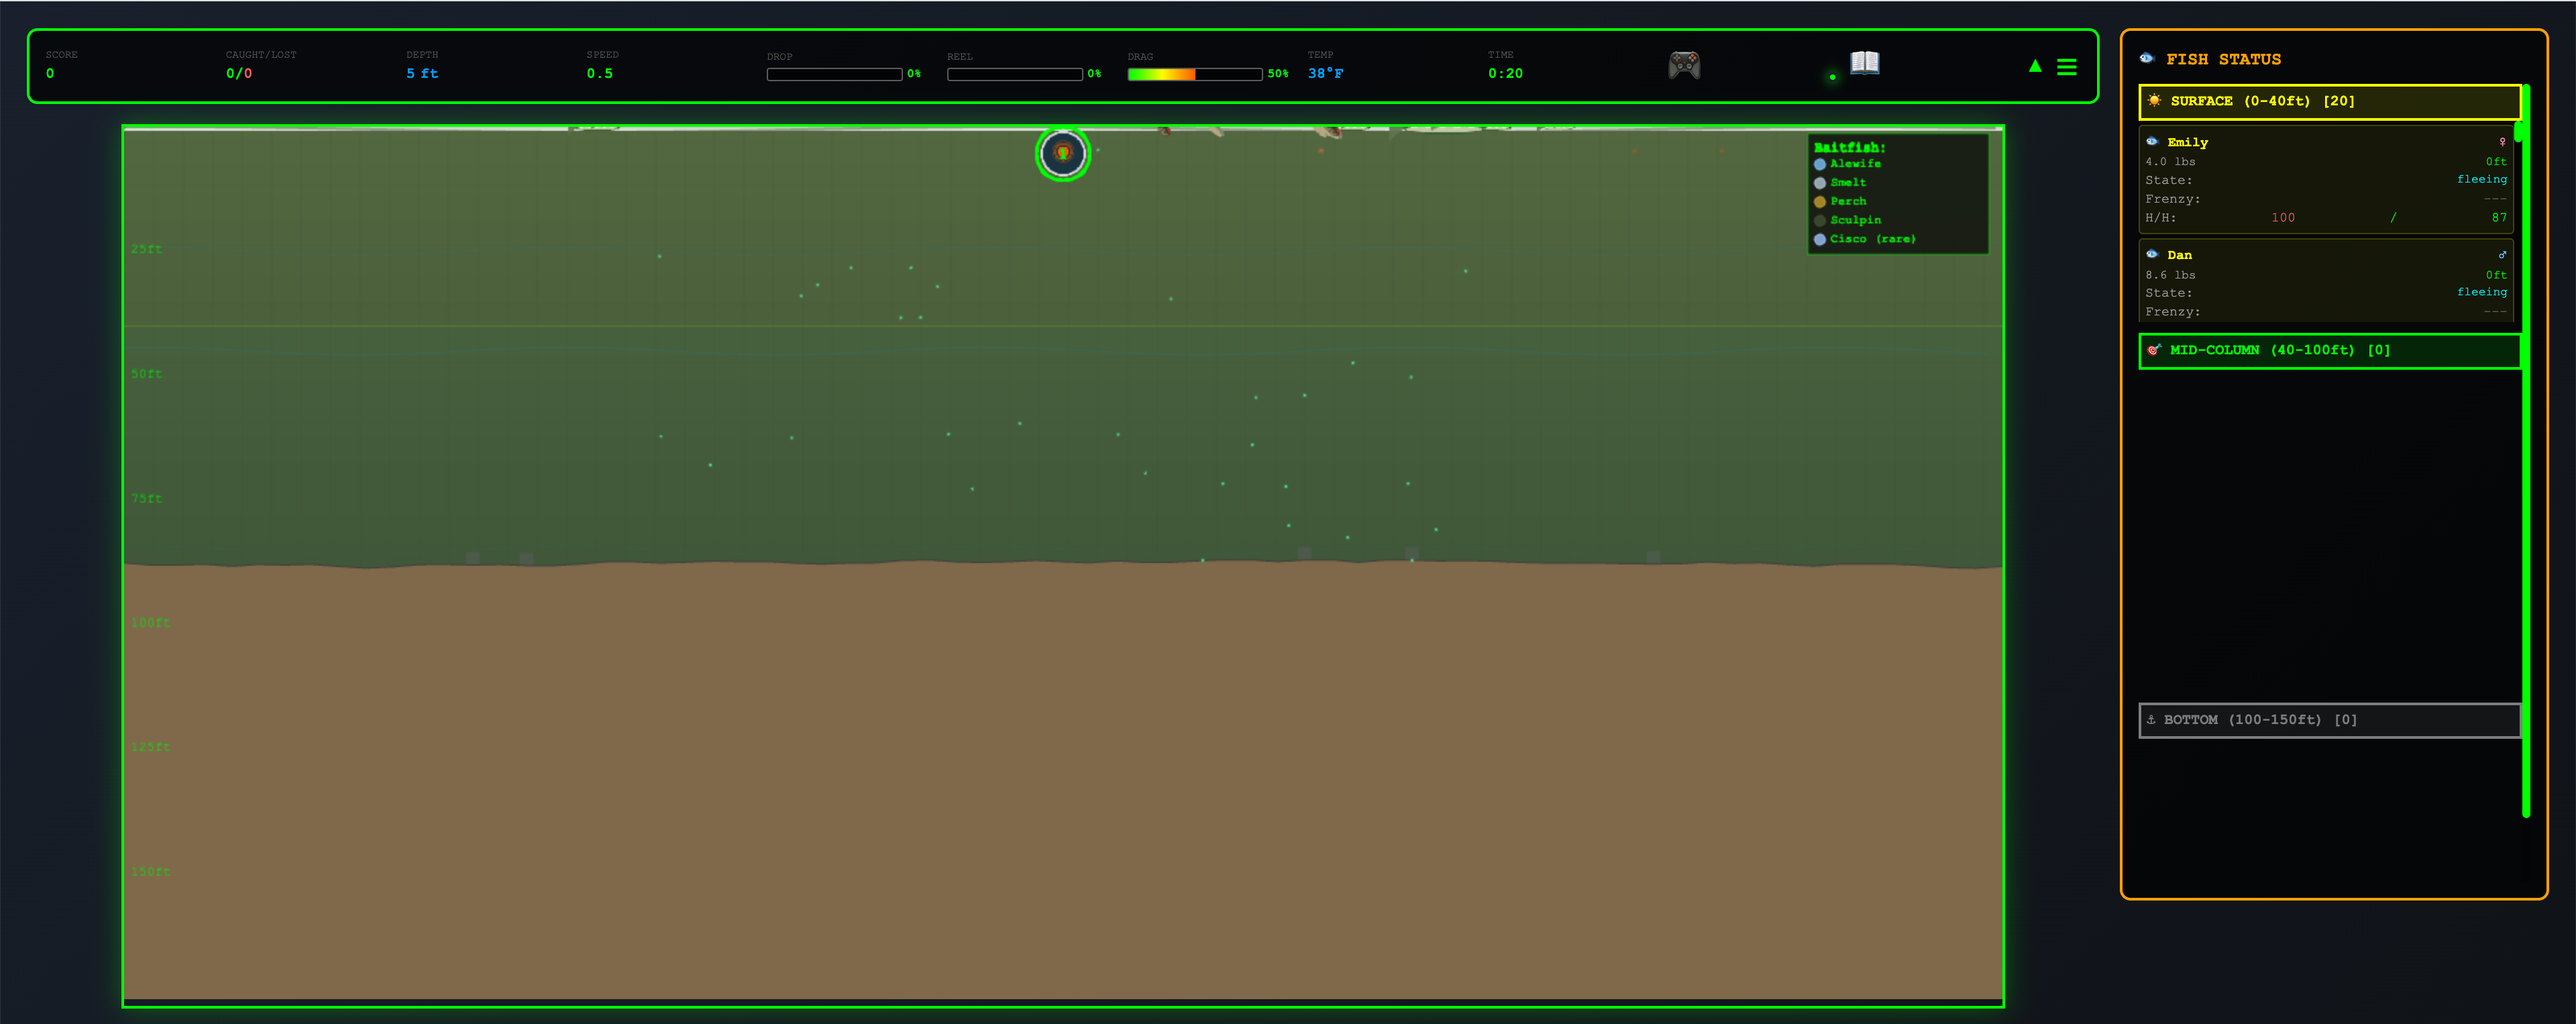 SCORE
0
CAUGHT/LOST
0/0
DEPTH
5 ft
SPEED
0.5
DROP
0%
REEL
0%
DRAG
50%
TEMP
38°F
TIME
0:20
25ft
50ft
75ft
100ft
125ft
150ft
Baitfish:
Alewife
Smelt
Perch
Sculpin
Cisco (rare)
FISH STATUS
SURFACE (0-40ft) [20]
Emily ♀
4.0 lbs 0ft
State: fleeing
Frenzy: ---
H/H: 100 / 87
Dan ♂
8.6 lbs 0ft
State: fleeing
Frenzy: ---
MID-COLUMN (40-100ft) [0]
BOTTOM (100-150ft) [0]